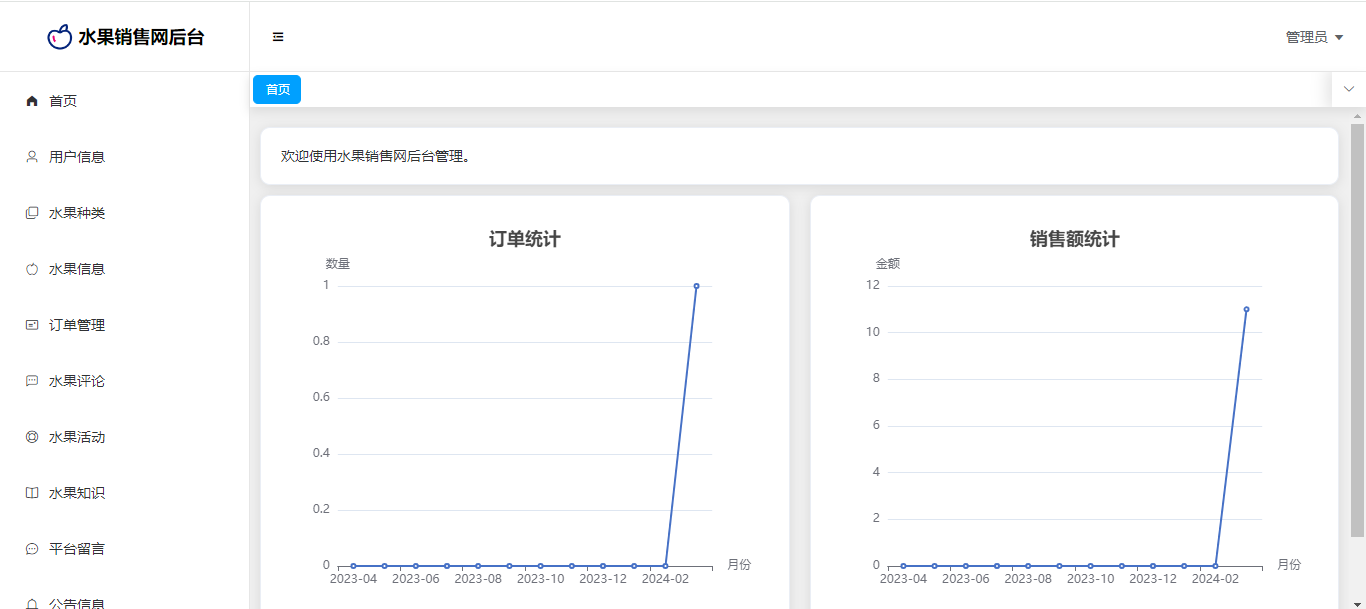 水果销售网后台
管理员
首页
首页
用户信息
水果种类
水果信息
订单管理
水果评论
水果活动
水果知识
平台留言
公告信息
欢迎使用水果销售网后台管理。
订单统计
数量
1
0.8
0.6
0.4
0.2
0
2023-04 2023-06 2023-08 2023-10 2023-12 2024-02
月份
销售额统计
金额
12
10
8
6
4
2
0
2023-04 2023-06 2023-08 2023-10 2023-12 2024-02
月份